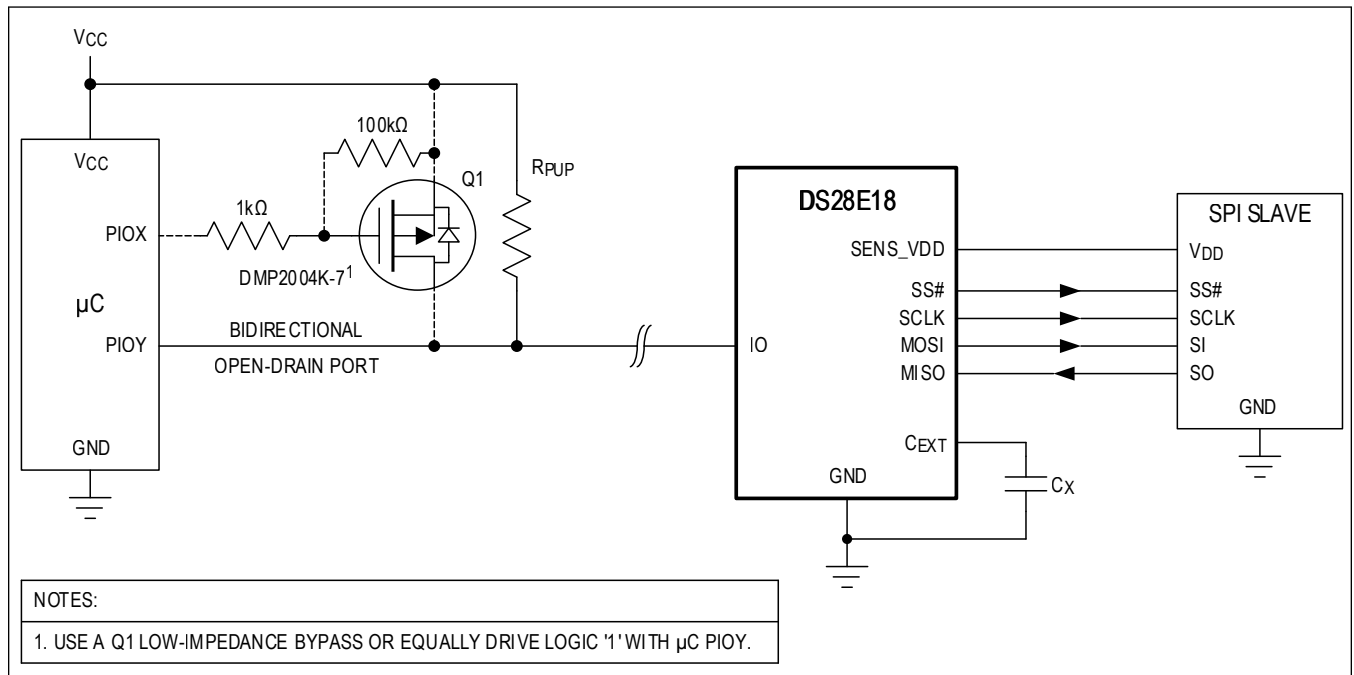 VCC
VCC
100kΩ
Q1
RPUP
1kΩ
PIOX
DMP2004K-7¹
µC
PIOY
BIDIRECTIONAL
OPEN-DRAIN PORT
GND
DS28E18
SENS_VDD
SS#
SCLK
MOSI
MISO
IO
CEXT
GND
CX
SPI SLAVE
VDD
SS#
SCLK
SI
SO
GND
NOTES:
1. USE A Q1 LOW-IMPEDANCE BYPASS OR EQUALLY DRIVE LOGIC '1' WITH µC PIOY.